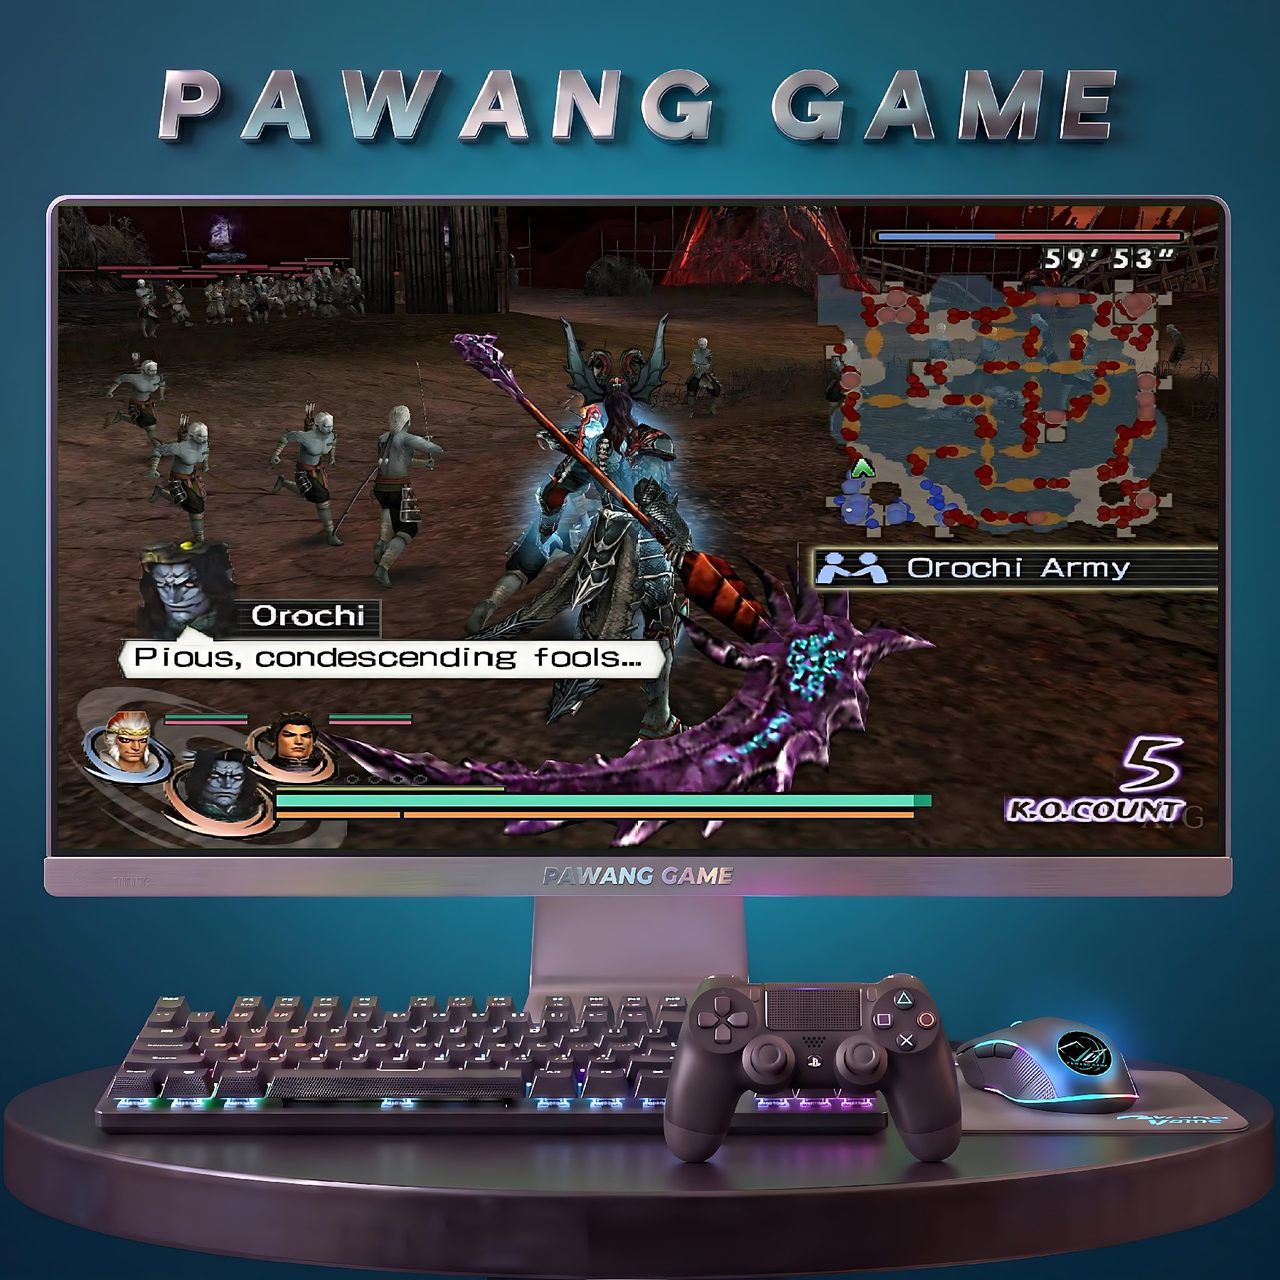 PAWANG GAME
59' 53"
Orochi Army
Orochi
Pious, condescending fools...
5
K.O.COUNT
PAWANG GAME